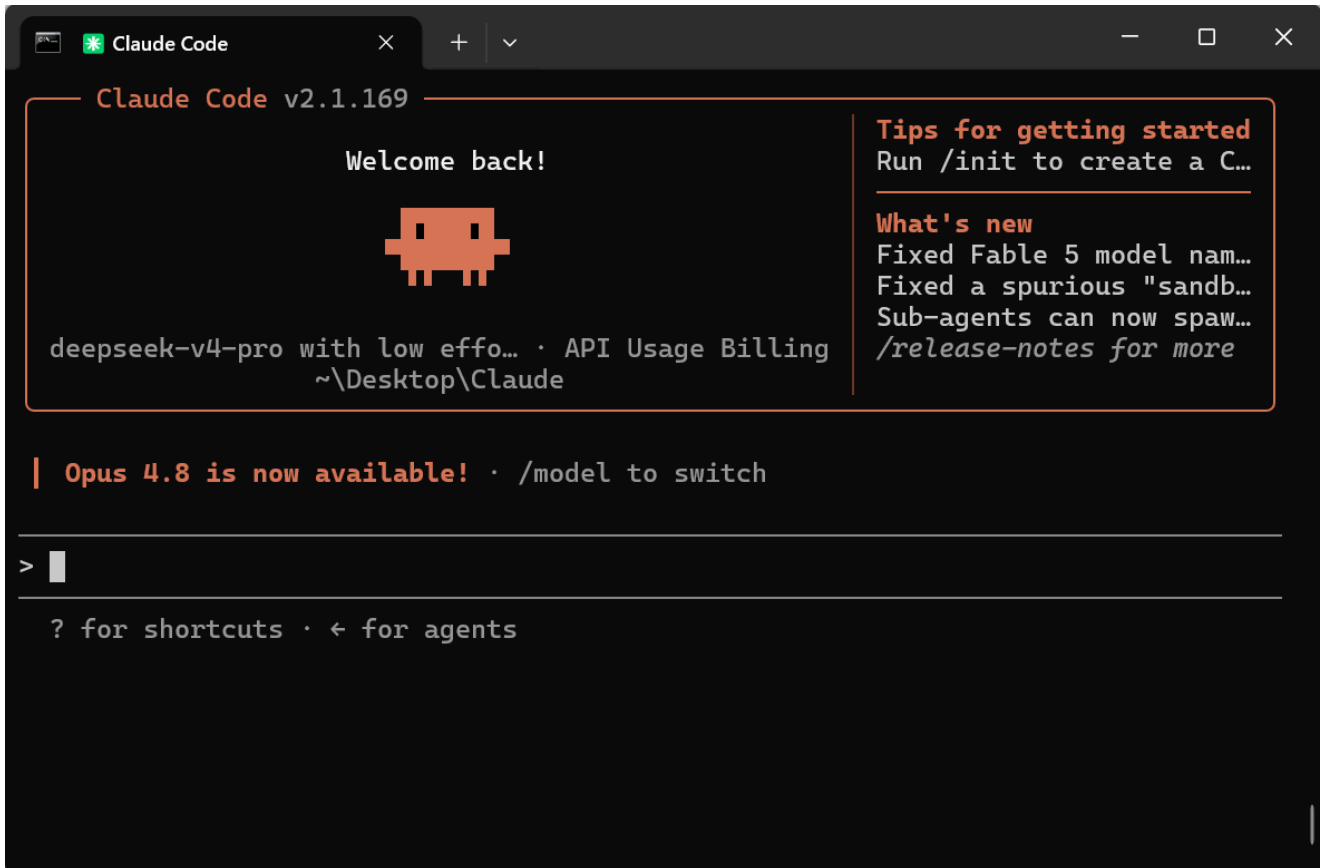 Claude Code
Claude Code v2.1.169
Welcome back!
deepseek-v4-pro with low effo… · API Usage Billing
~\Desktop\Claude
Tips for getting started
Run /init to create a C…
What's new
Fixed Fable 5 model nam…
Fixed a spurious "sandb…
Sub-agents can now spaw…
/release-notes for more
Opus 4.8 is now available! · /model to switch
>
? for shortcuts · ← for agents